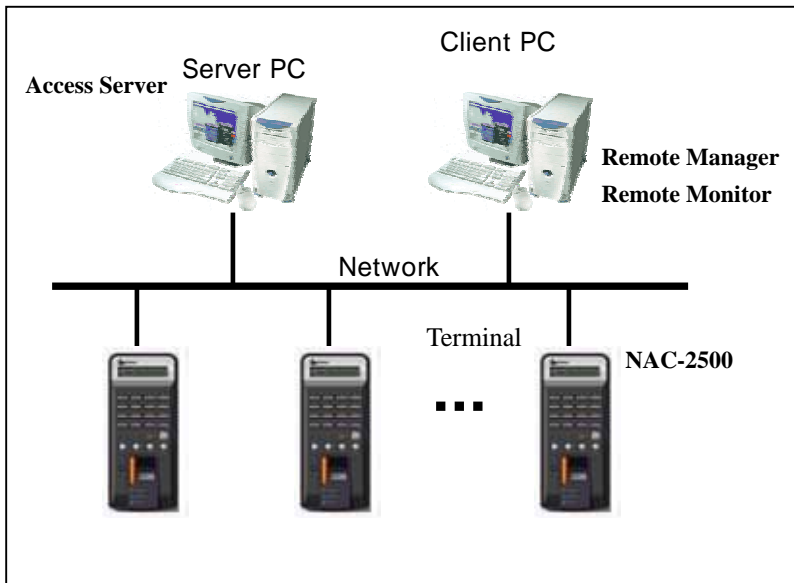 Client PC
Server PC
Access Server
Remote Manager
Remote Monitor
Network
Terminal
NAC-2500
...